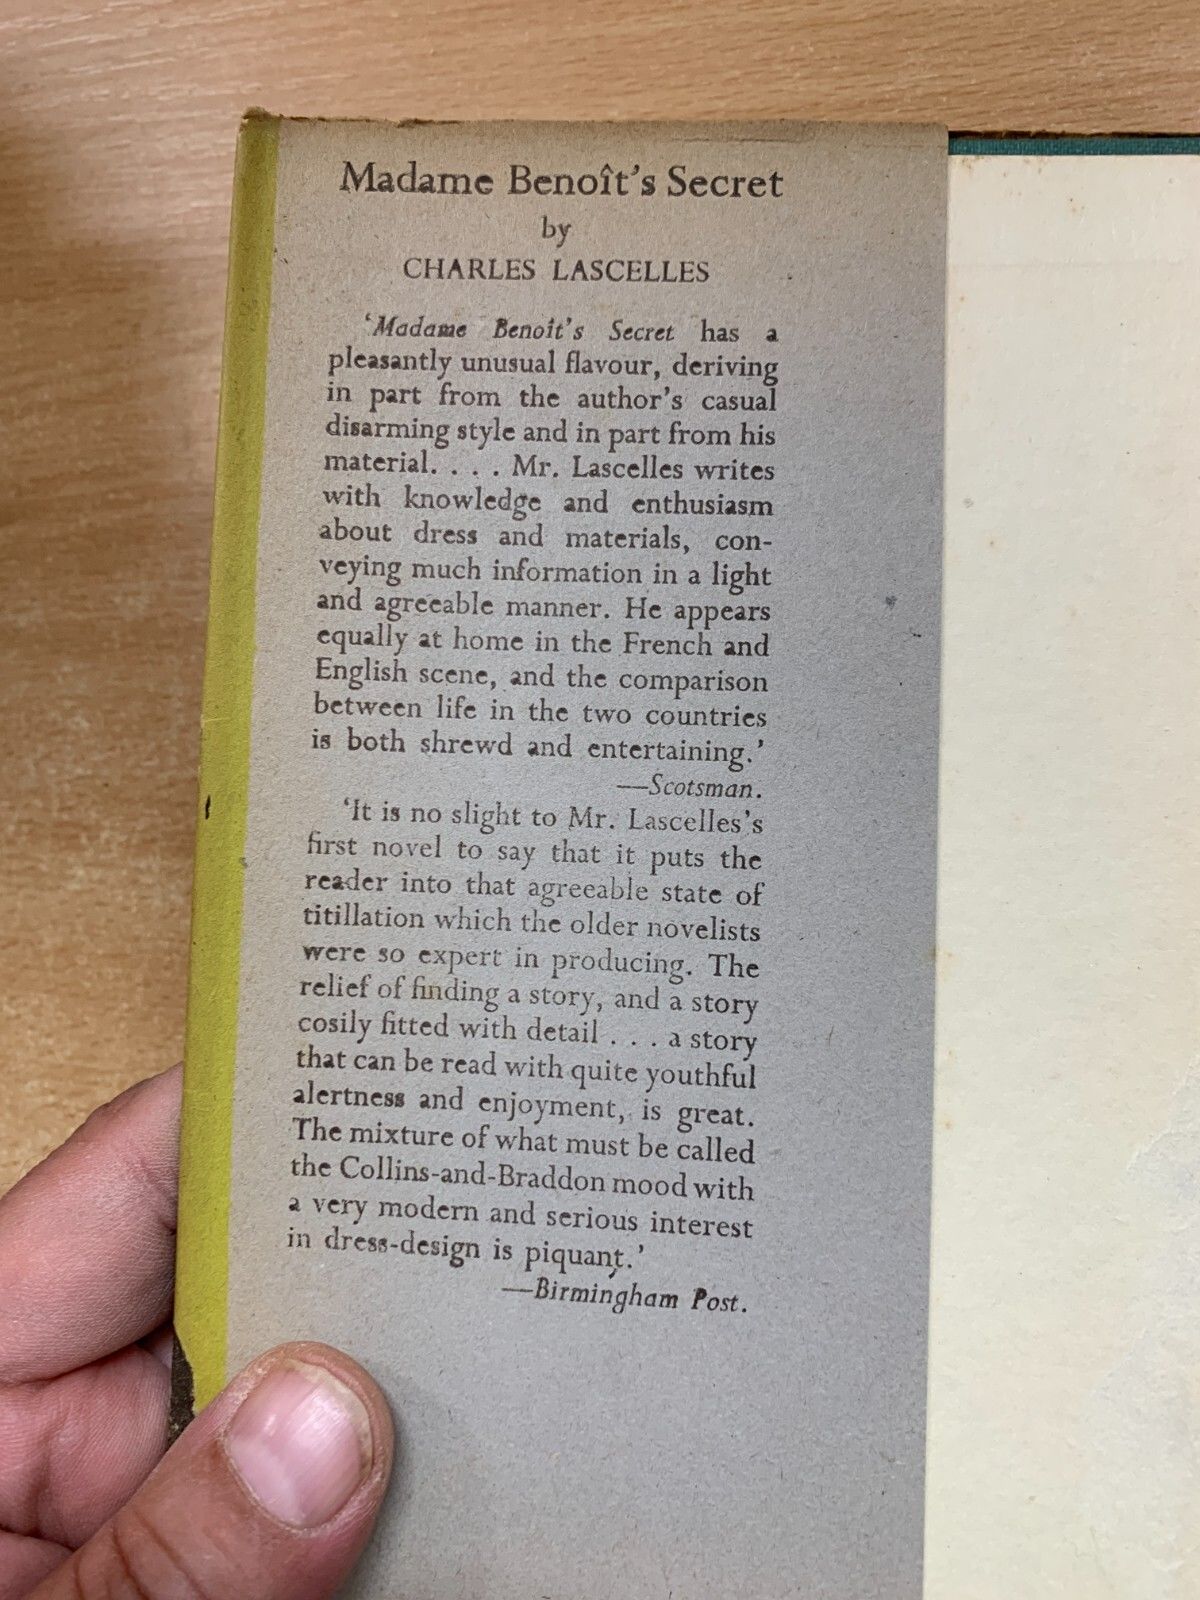 Madame Benoît's Secret
by
CHARLES LASCELLES
'Madame Benoît's Secret has a
pleasantly unusual flavour, deriving
in part from the author's casual
disarming style and in part from his
material. . . . Mr. Lascelles writes
with knowledge and enthusiasm
about dress and materials, con-
veying much information in a light
and agreeable manner. He appears
equally at home in the French and
English scene, and the comparison
between life in the two countries
is both shrewd and entertaining.'
—Scotsman.
'It is no slight to Mr. Lascelles's
first novel to say that it puts the
reader into that agreeable state of
titillation which the older novelists
were so expert in producing. The
relief of finding a story, and a story
cosily fitted with detail . . . a story
that can be read with quite youthful
alertness and enjoyment, is great.
The mixture of what must be called
the Collins-and-Braddon mood with
a very modern and serious interest
in dress-design is piquant.'
—Birmingham Post.